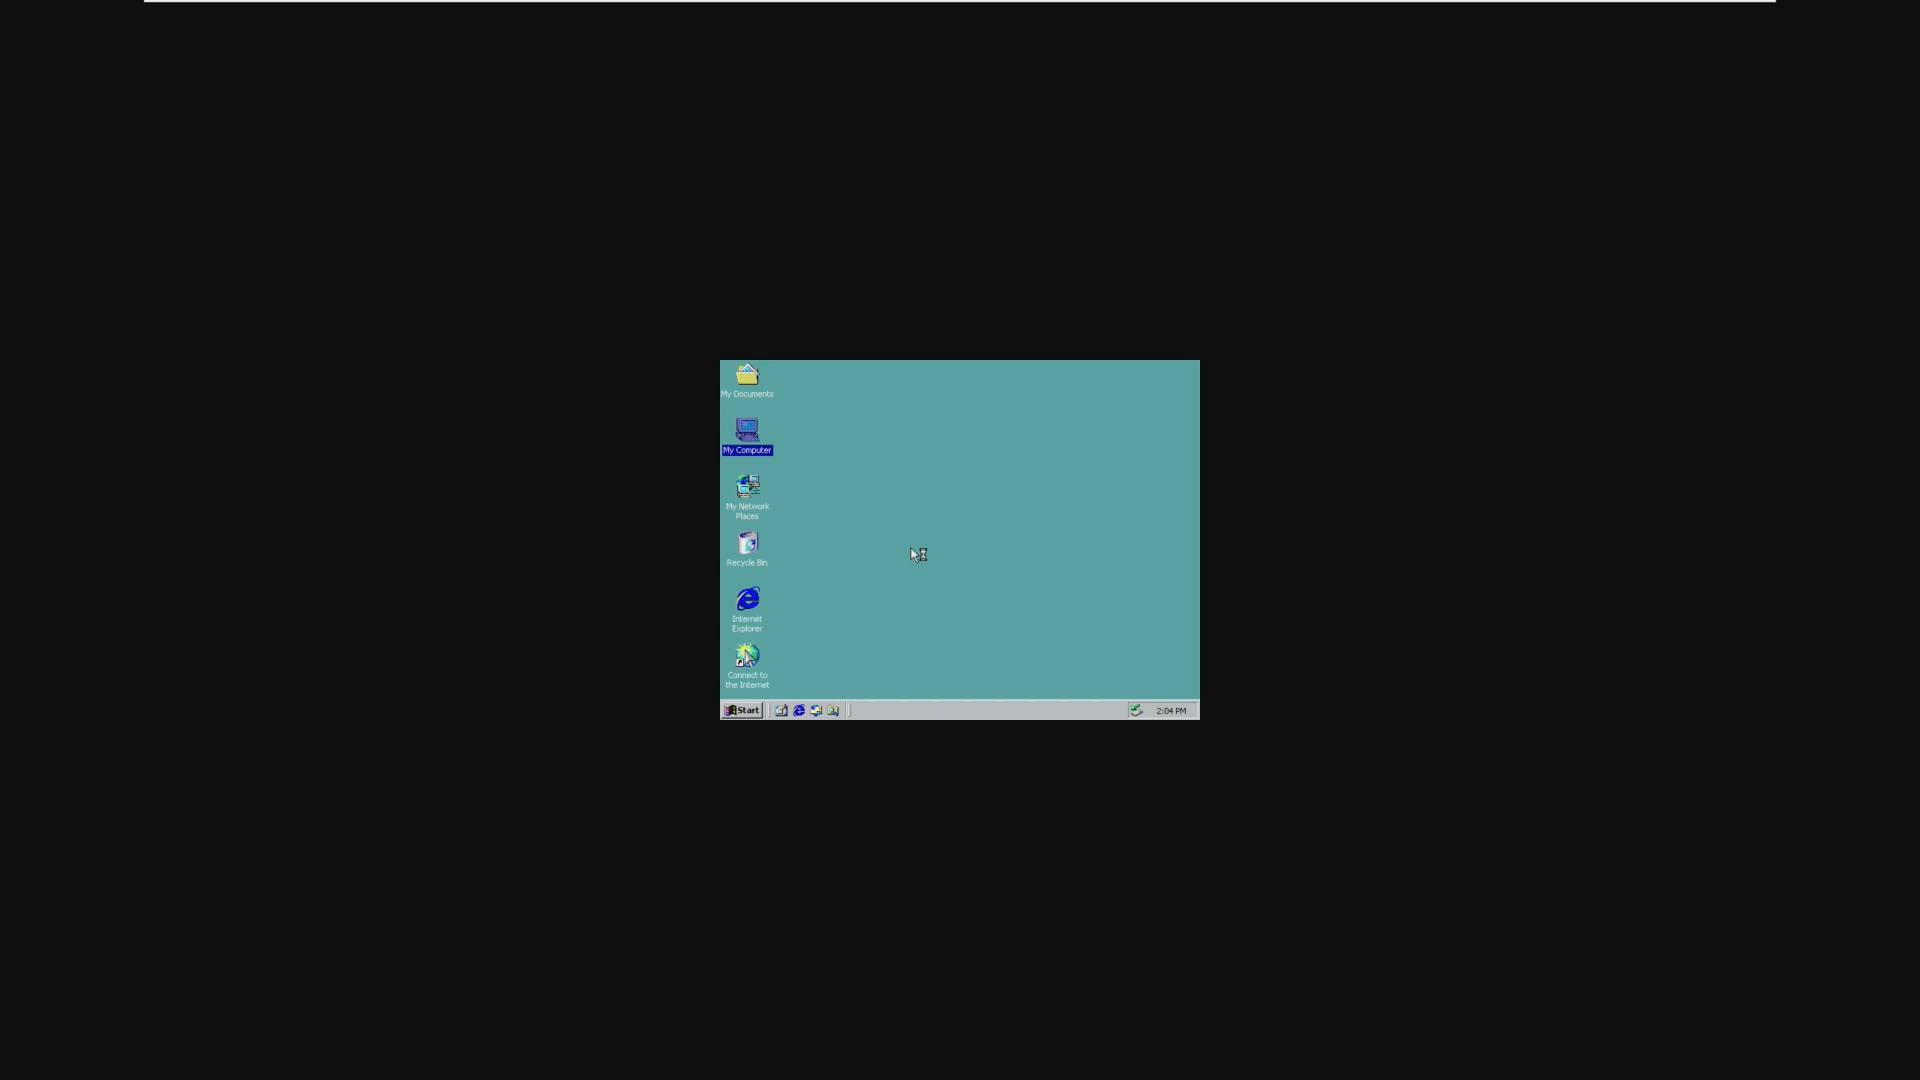 My Documents
My Computer
My Network
Places
Recycle Bin
Internet
Explorer
Connect to
the Internet
Start
2:04 PM